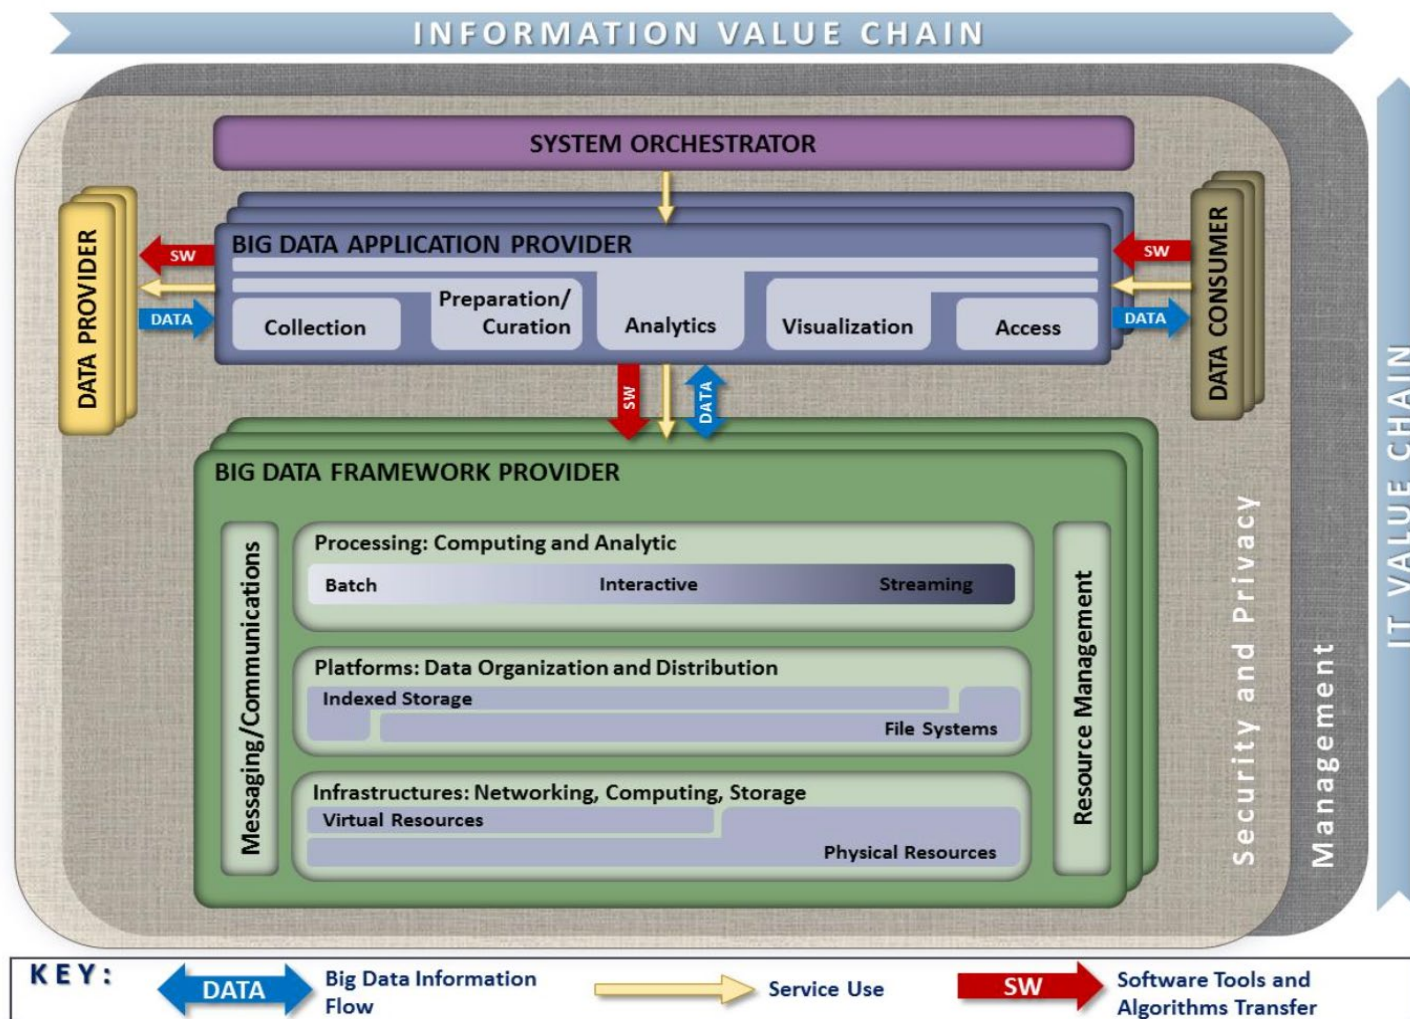 INFORMATION VALUE CHAIN
SYSTEM ORCHESTRATOR
DATA PROVIDER
SW
DATA
BIG DATA APPLICATION PROVIDER
Collection
Preparation/
Curation
Analytics
Visualization
Access
SW
DATA
DATA CONSUMER
SW
DATA
BIG DATA FRAMEWORK PROVIDER
Messaging/Communications
Processing: Computing and Analytic
Batch
Interactive
Streaming
Platforms: Data Organization and Distribution
Indexed Storage
File Systems
Infrastructures: Networking, Computing, Storage
Virtual Resources
Physical Resources
Resource Management
Security and Privacy
Management
IT VALUE CHAIN
KEY:
DATA
Big Data Information
Flow
Service Use
SW
Software Tools and
Algorithms Transfer